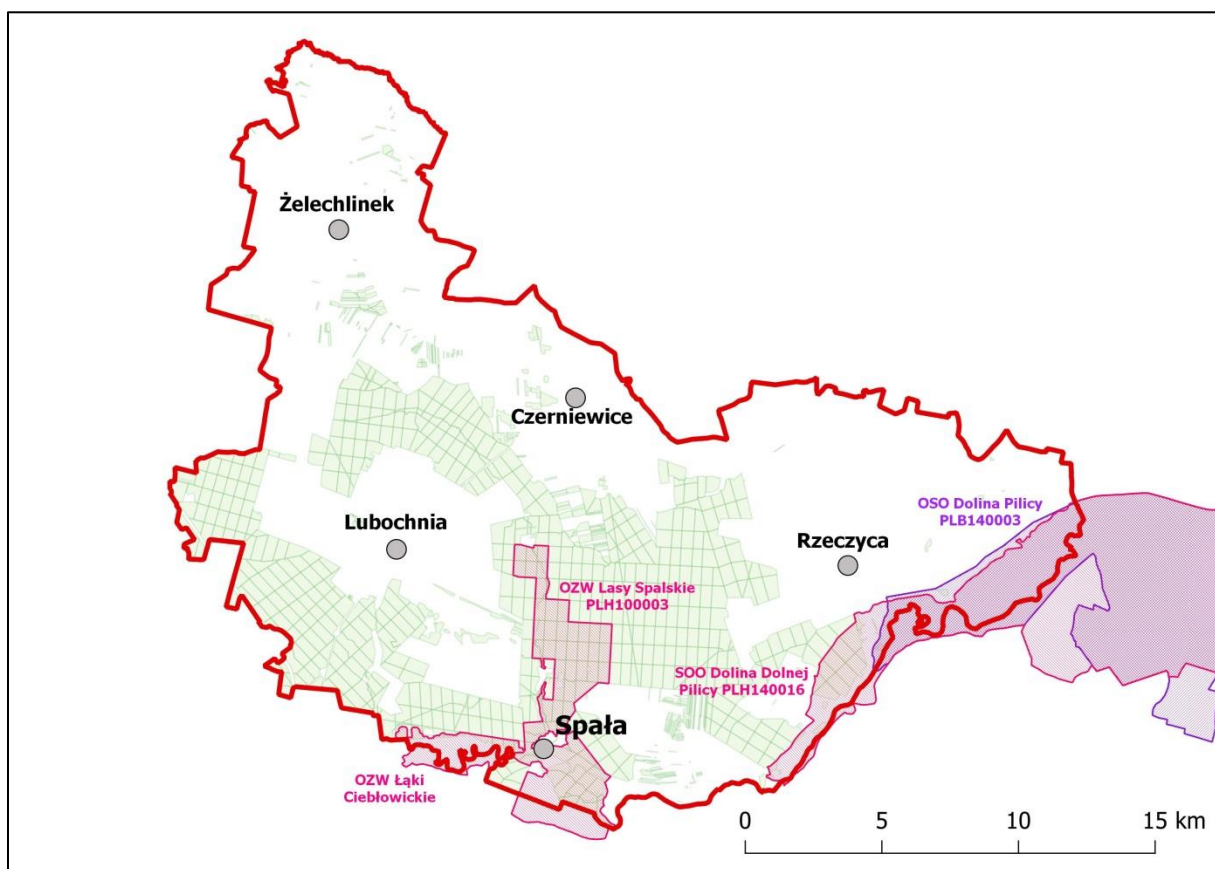 Żelechlinek
Czerniewice
OSO Dolina Pilicy
PLB140003
Lubochnia
Rzeczyca
OZW Lasy Spalskie
PLH100003
SOO Dolina Dolnej
Pilicy PLH140016
Spała
OZW Łąki
Ciebłowickie
0 5 10 15 km